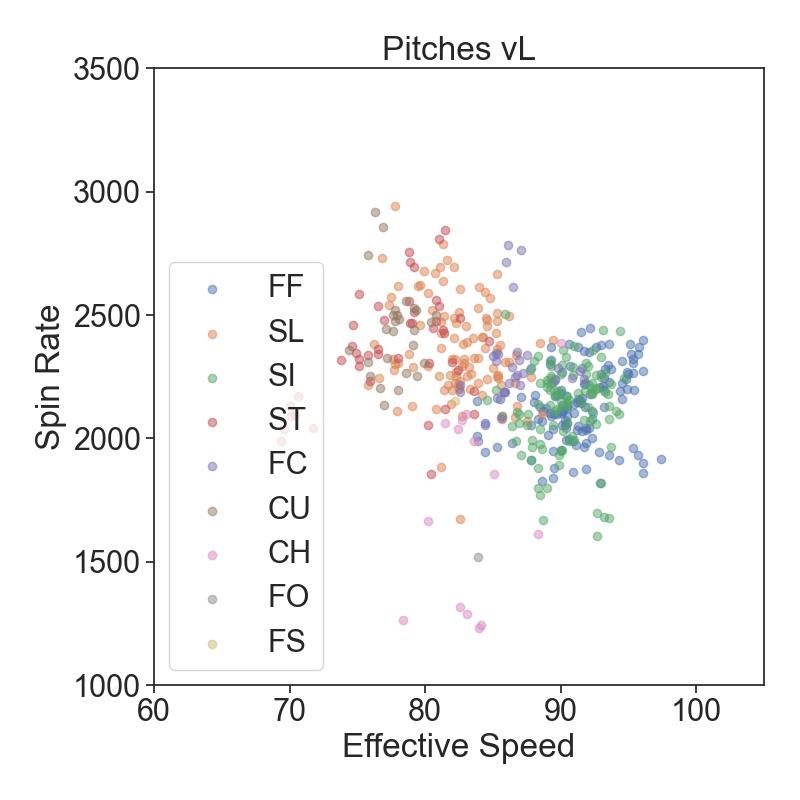 Pitches vL
3500
3000
2500
2000
1500
1000
Spin Rate
FF
SL
SI
ST
FC
CU
CH
FO
FS
60 70 80 90 100
Effective Speed